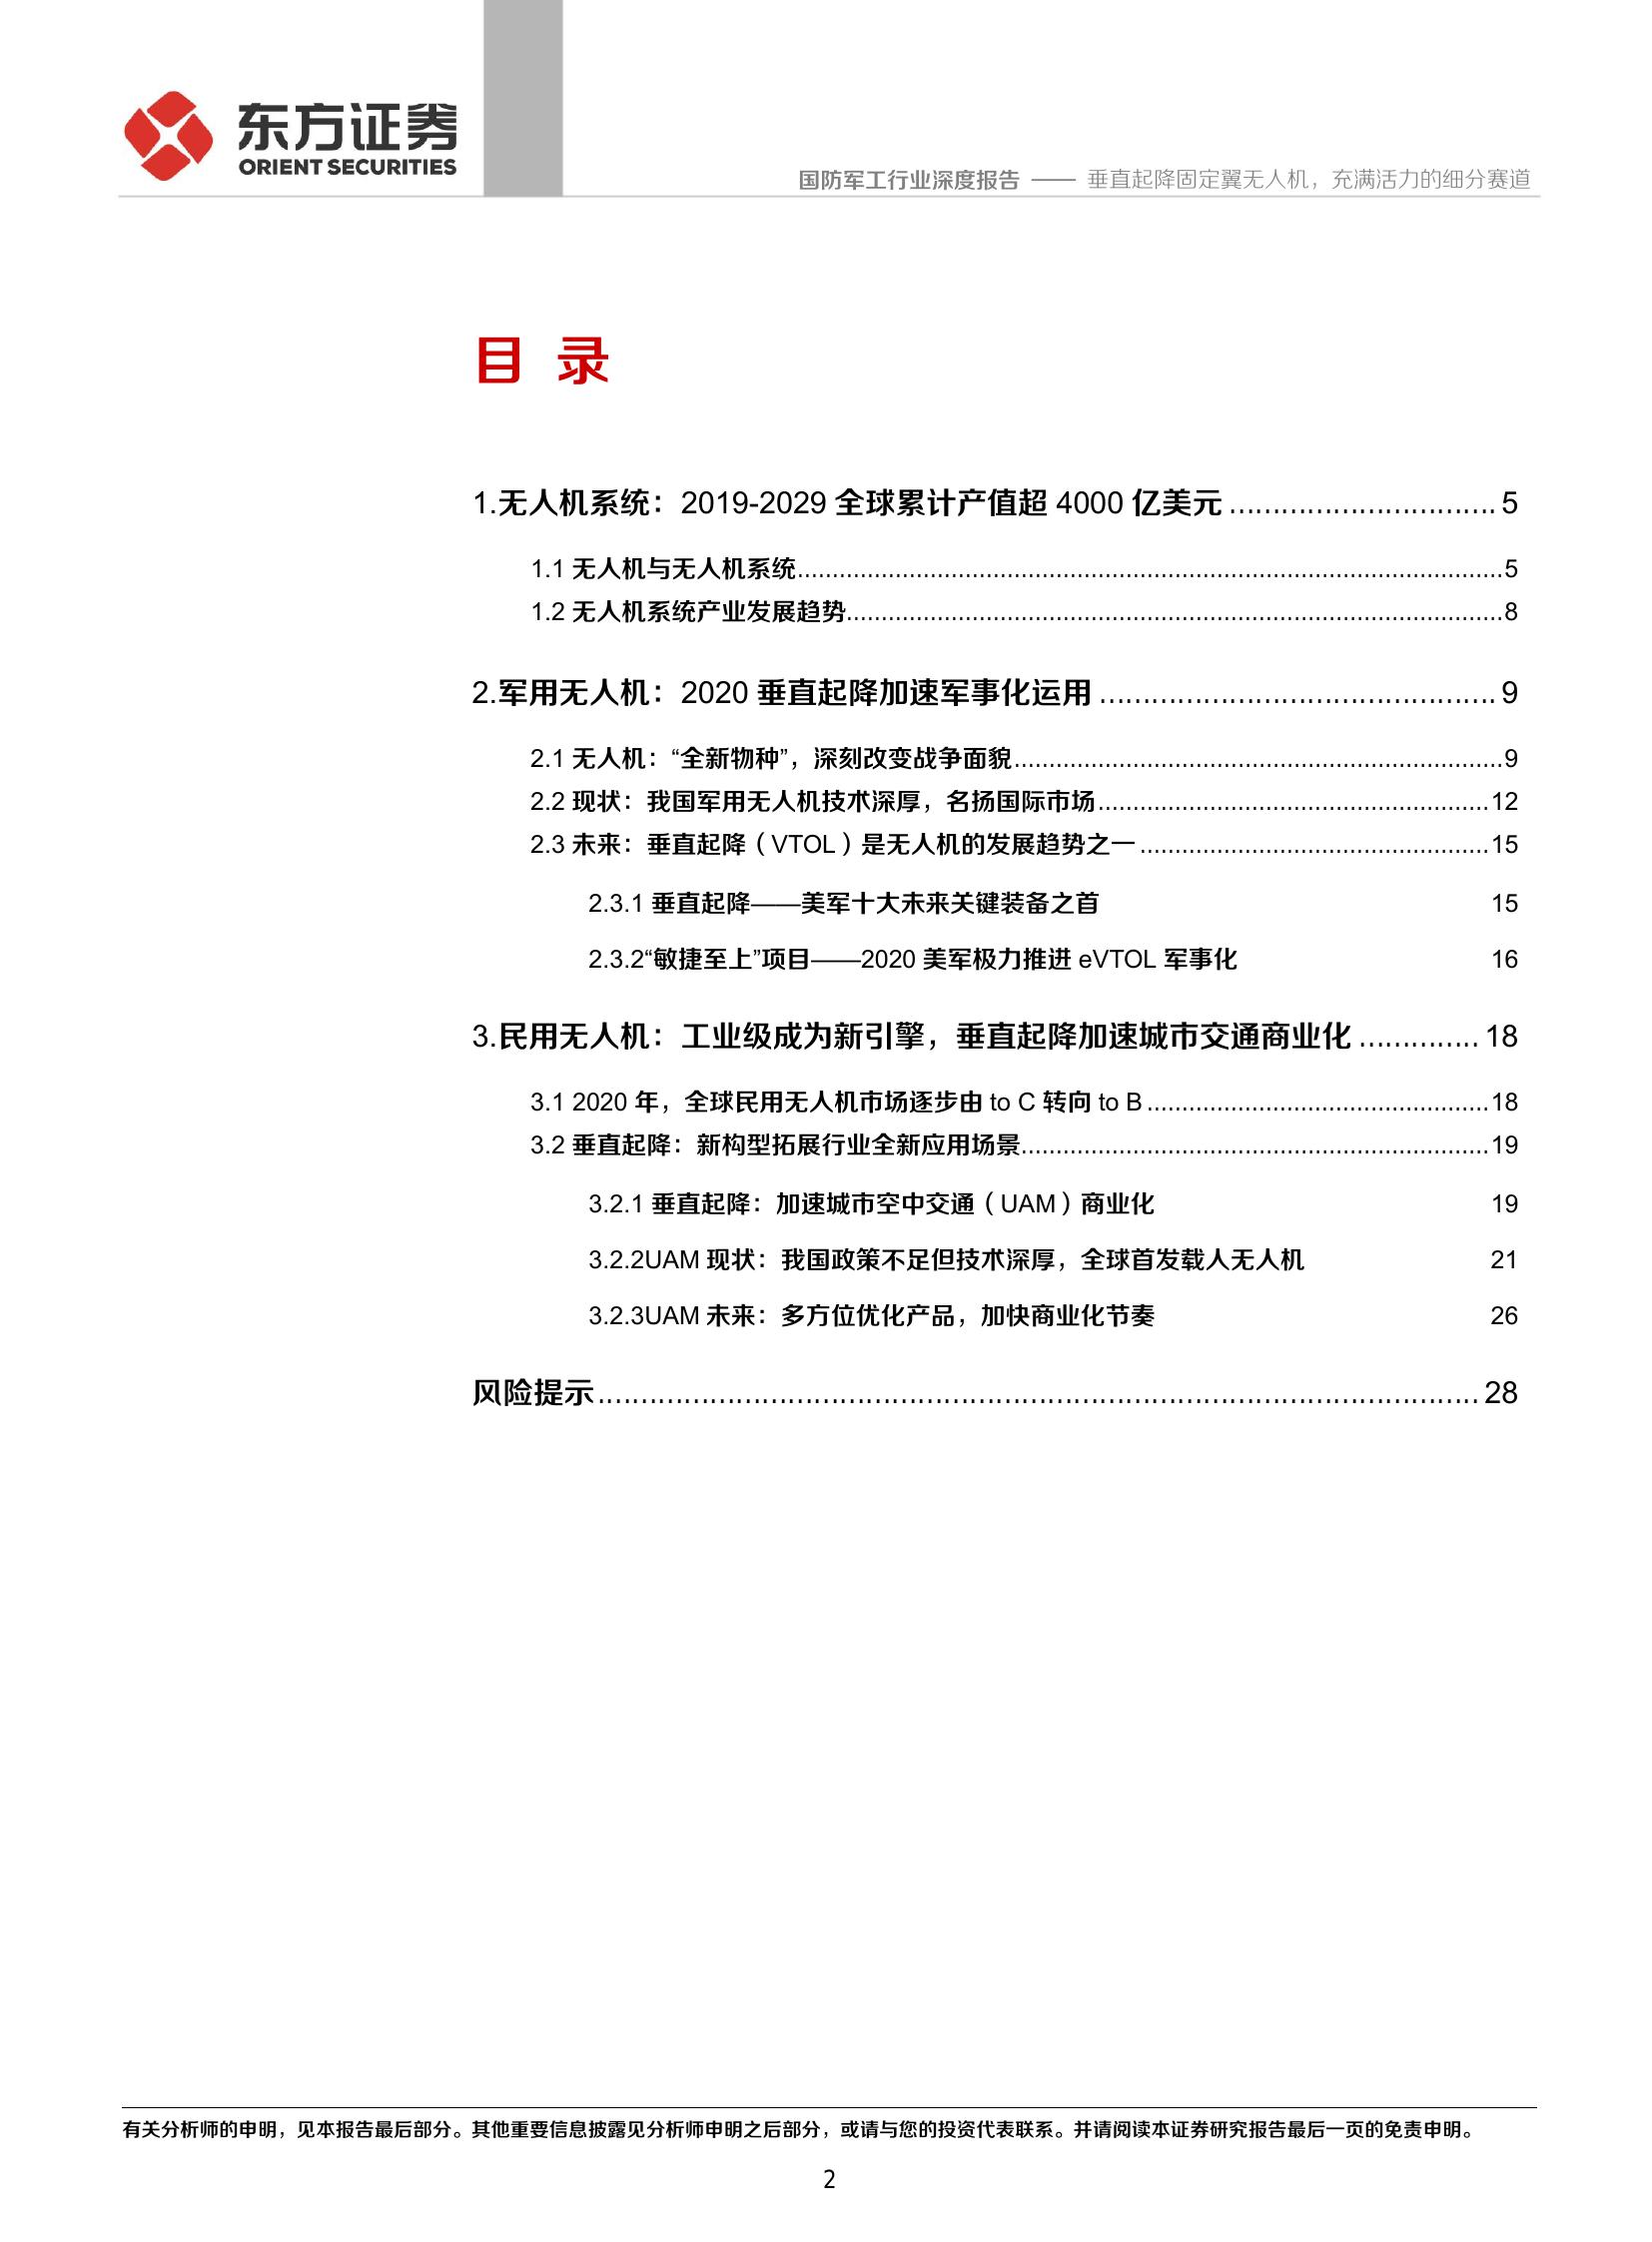 东方证券
ORIENT SECURITIES
国防军工行业深度报告 —— 垂直起降固定翼无人机，充满活力的细分赛道
目 录
1.无人机系统：2019-2029 全球累计产值超 4000 亿美元 .............................. 5
1.1 无人机与无人机系统.....................................................................................................5
1.2 无人机系统产业发展趋势..............................................................................................8
2.军用无人机：2020 垂直起降加速军事化运用 ............................................ 9
2.1 无人机：“全新物种”，深刻改变战争面貌......................................................................9
2.2 现状：我国军用无人机技术深厚，名扬国际市场........................................................12
2.3 未来：垂直起降（VTOL）是无人机的发展趋势之一 ..................................................15
2.3.1 垂直起降——美军十大未来关键装备之首 15
2.3.2“敏捷至上”项目——2020 美军极力推进 eVTOL 军事化 16
3.民用无人机：工业级成为新引擎，垂直起降加速城市交通商业化 .............. 18
3.1 2020 年，全球民用无人机市场逐步由 to C 转向 to B .................................................18
3.2 垂直起降：新构型拓展行业全新应用场景...................................................................19
3.2.1 垂直起降：加速城市空中交通（UAM）商业化 19
3.2.2UAM 现状：我国政策不足但技术深厚，全球首发载人无人机 21
3.2.3UAM 未来：多方位优化产品，加快商业化节奏 26
风险提示.................................................................................................. 28
有关分析师的申明，见本报告最后部分。其他重要信息披露见分析师申明之后部分，或请与您的投资代表联系。并请阅读本证券研究报告最后一页的免责申明。
2